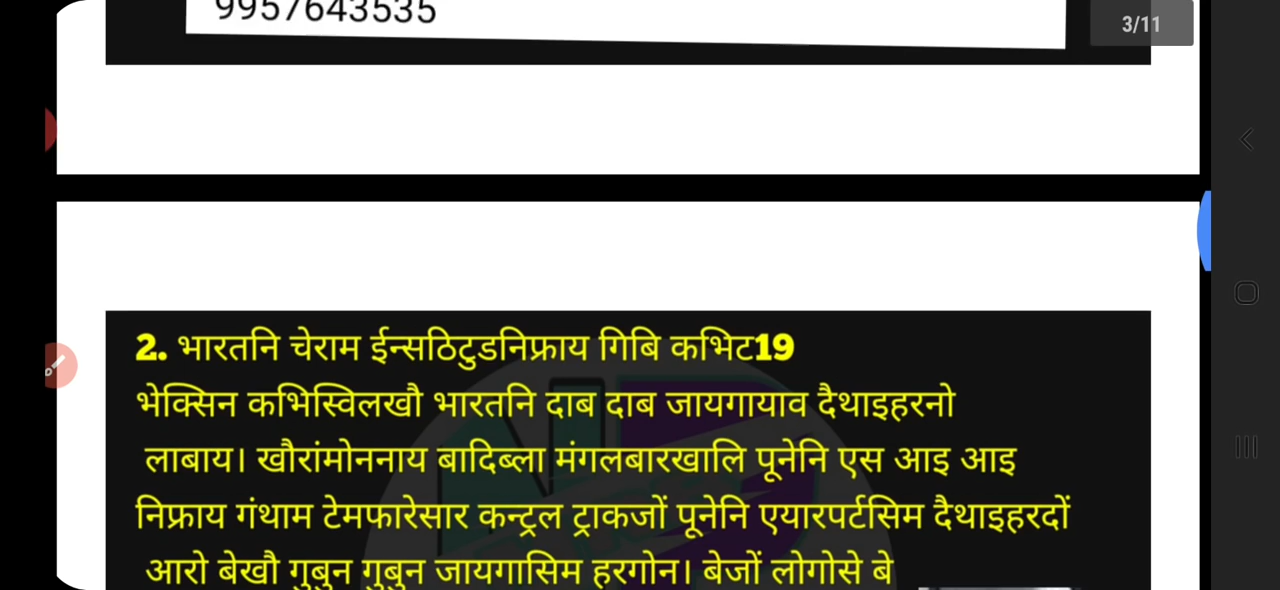 9957643535
3/11
2. भारतनि चेराम ईन्सठिटुडनिफ्राय गिबि कभिट19
भेक्सिन कभिस्विलखौ भारतनि दाब दाब जायगायाव दैथाइहरनो
लाबाय। खौरांमोननाय बादिब्ला मंगलबारखालि पूनेनि एस आइ आइ
निफ्राय गंथाम टेमफारेसार कन्ट्रल ट्राकजों पूनेनि एयारपर्टसिम दैथाइहरदों
आरो बेखौ गुबुन गुबुन जायगासिम हरगोन। बेजों लोगोसे बे